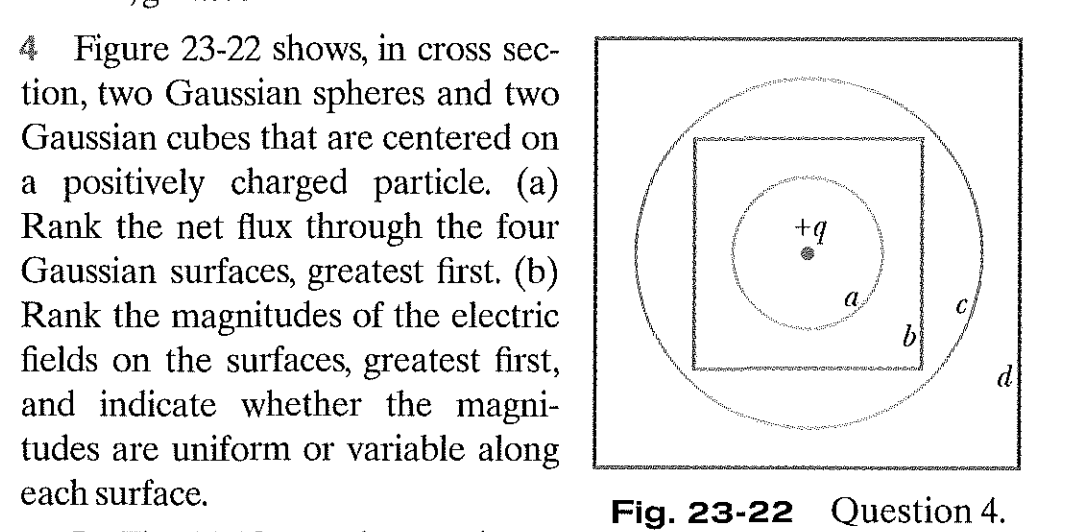 4 Figure 23-22 shows, in cross sec-
tion, two Gaussian spheres and two
Gaussian cubes that are centered on
a positively charged particle. (a)
Rank the net flux through the four
Gaussian surfaces, greatest first. (b)
Rank the magnitudes of the electric
fields on the surfaces, greatest first,
and indicate whether the magni-
tudes are uniform or variable along
each surface.
+q
a
b
c
d
Fig. 23-22 Question 4.